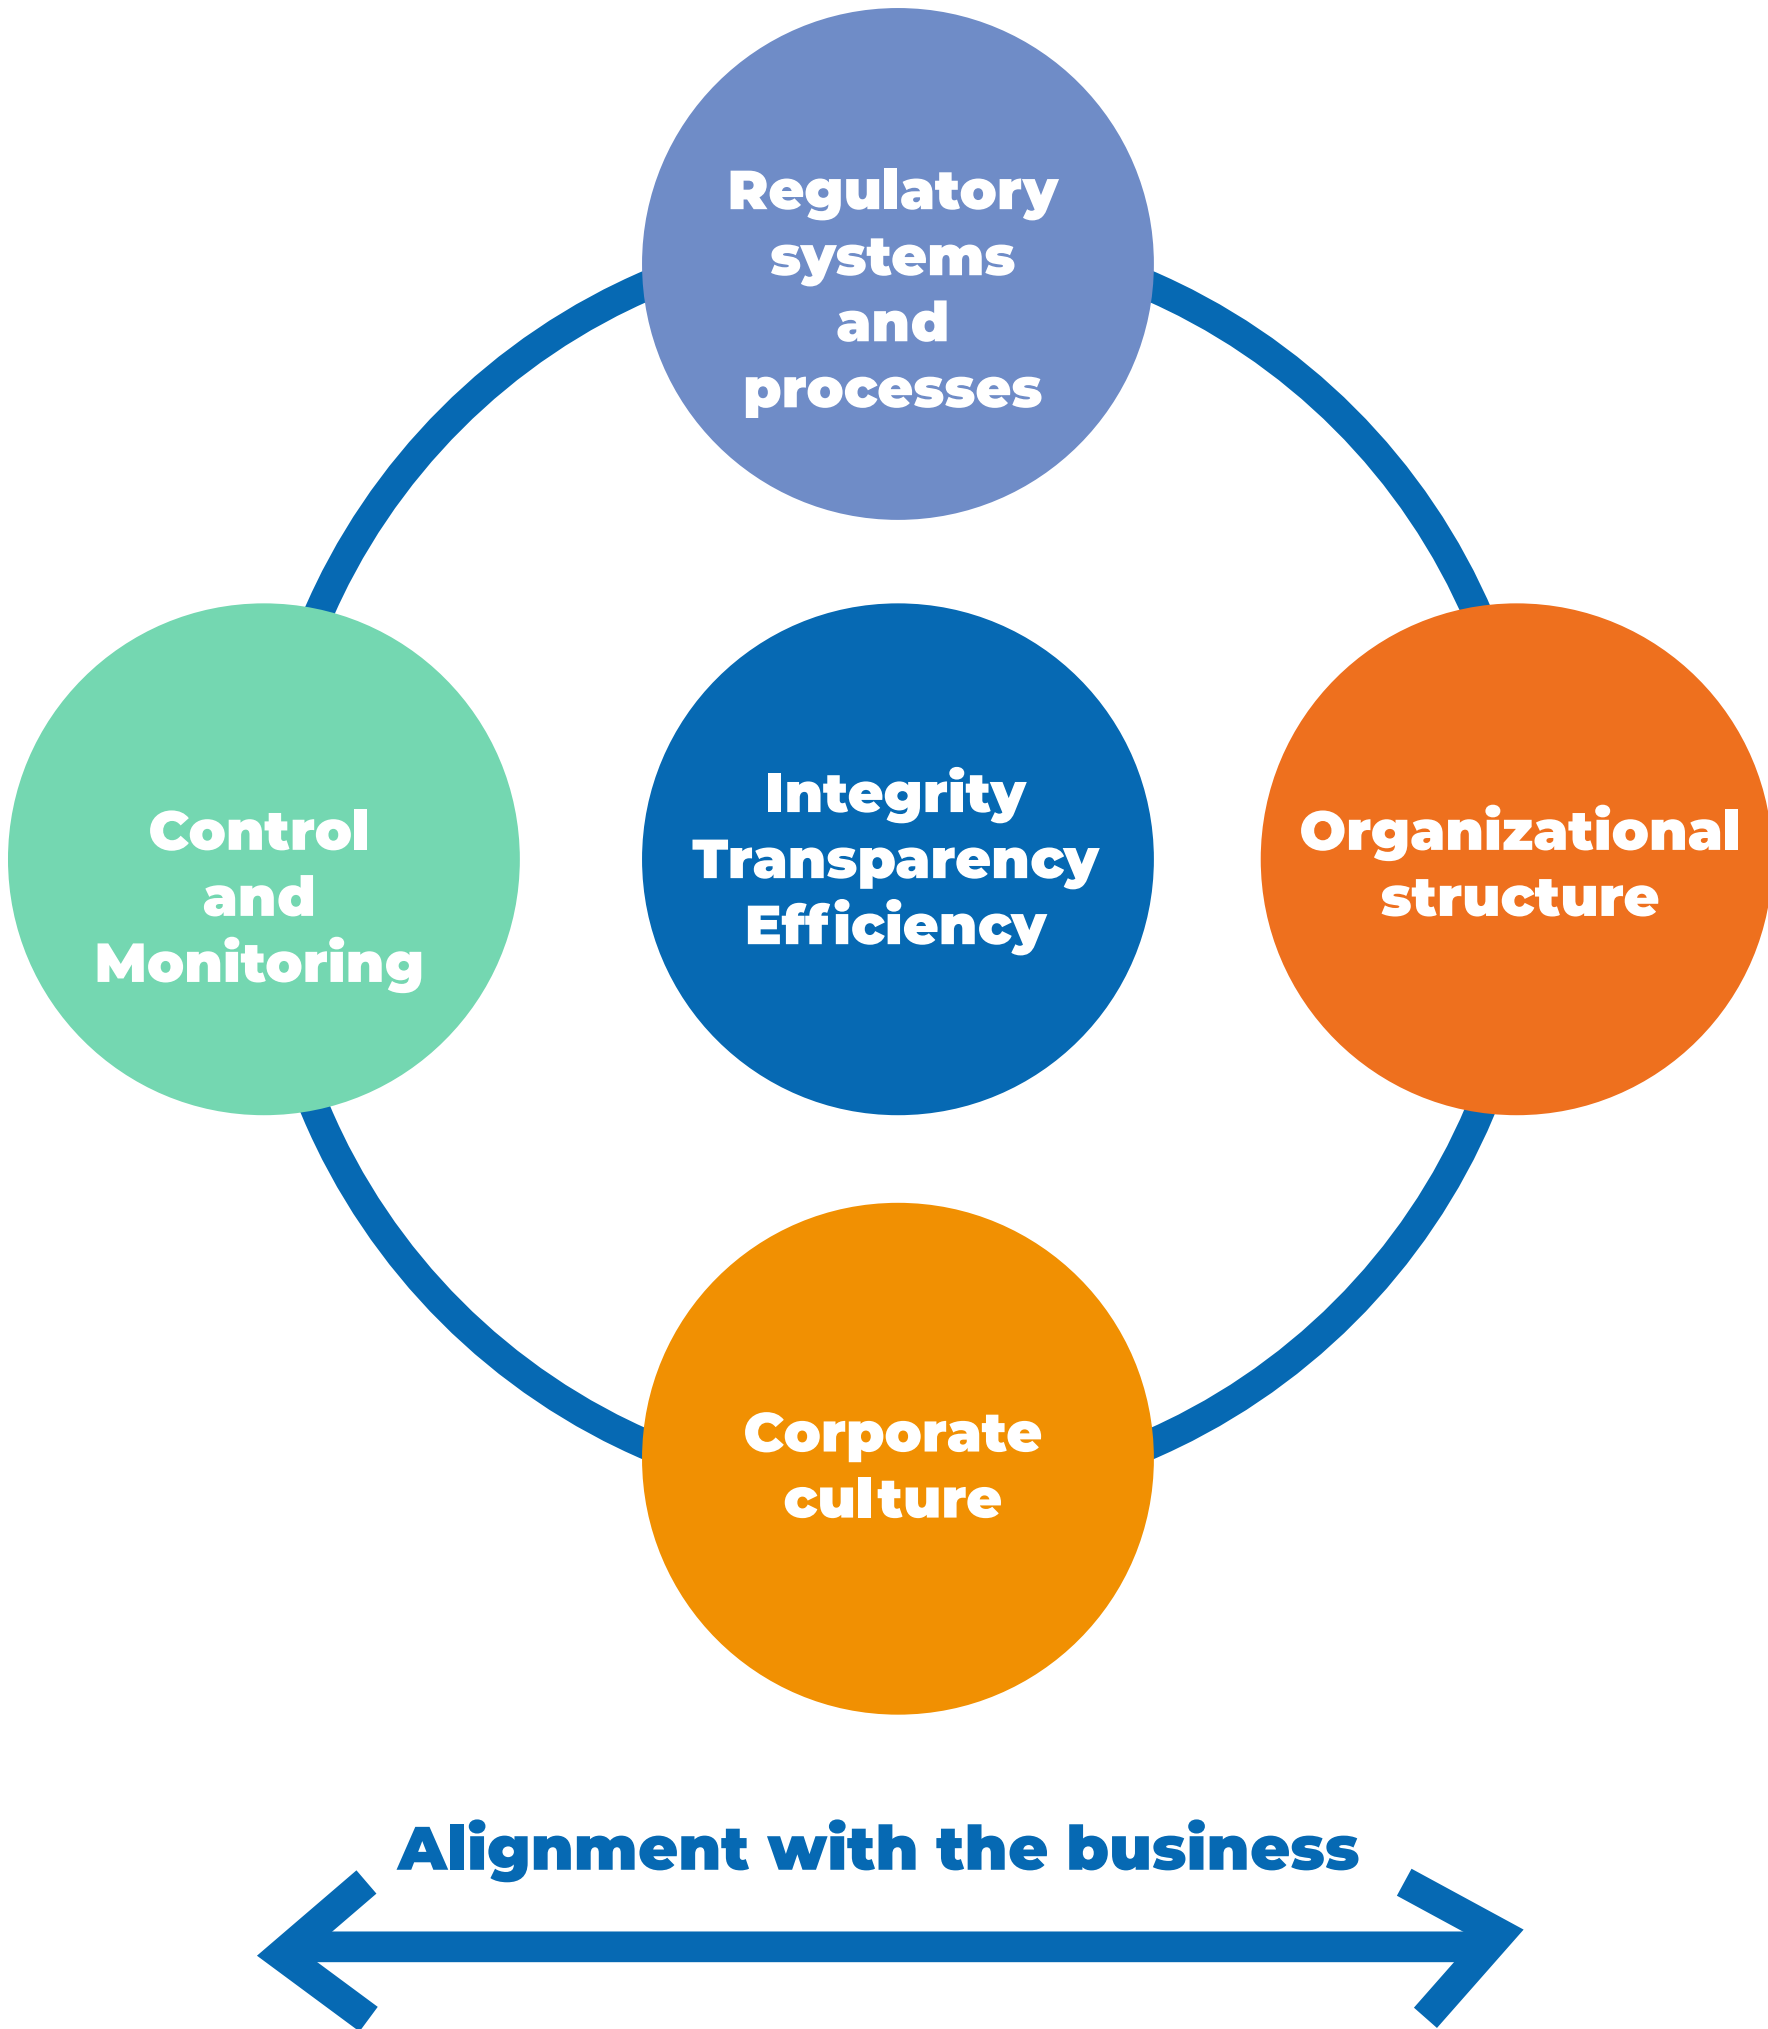 Regulatory
systems
and
processes
Control
and
Monitoring
Integrity
Transparency
Efficiency
Organizational
structure
Corporate
culture
Alignment with the business